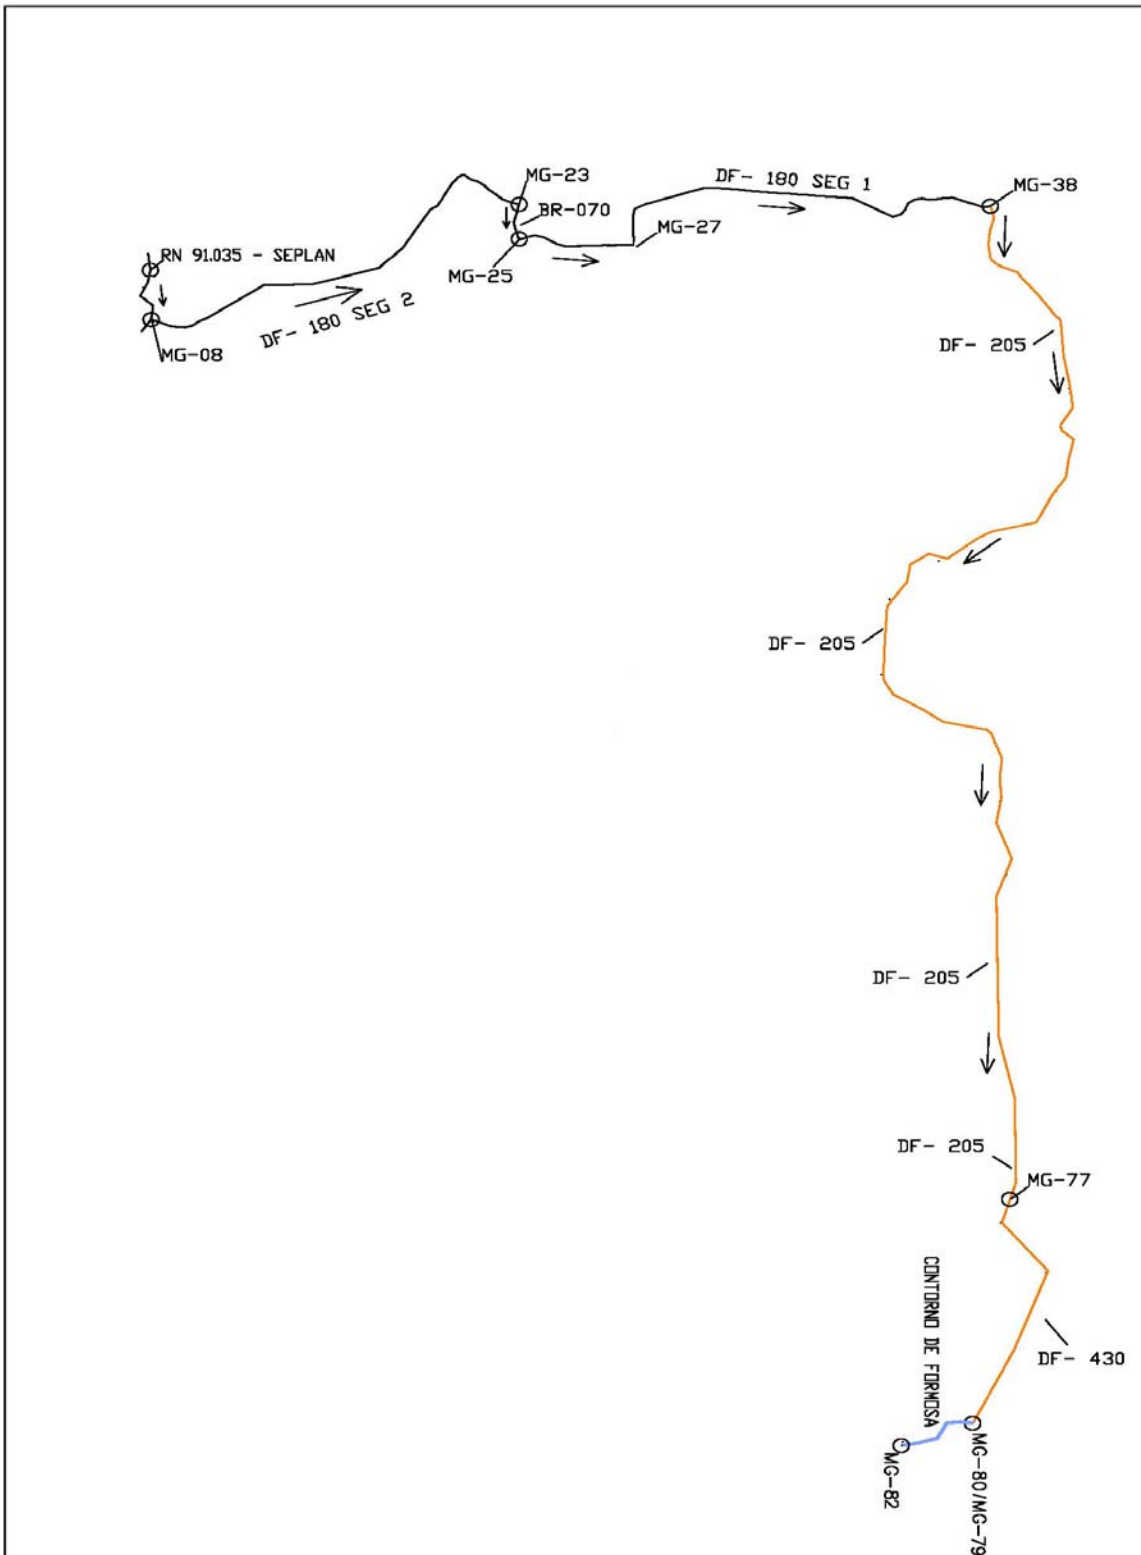 MG-23
DF- 180 SEG 1
MG-38
BR-070
MG-27
RN 91.035 - SEPLAN
MG-25
DF- 180 SEG 2
MG-08
DF- 205
DF- 205
DF- 205
DF- 205
MG-77
CONTORNO DE FORMOSA
DF- 430
MG-80/MG-79
MG-82